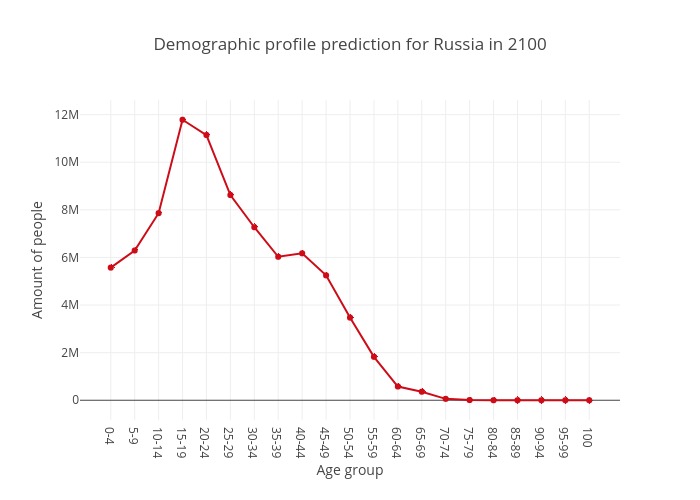 Demographic profile prediction for Russia in 2100
12M
10M
8M
6M
4M
2M
0
Amount of people
0-4
5-9
10-14
15-19
20-24
25-29
30-34
35-39
40-44
45-49
50-54
55-59
60-64
65-69
70-74
75-79
80-84
85-89
90-94
95-99
100
Age group